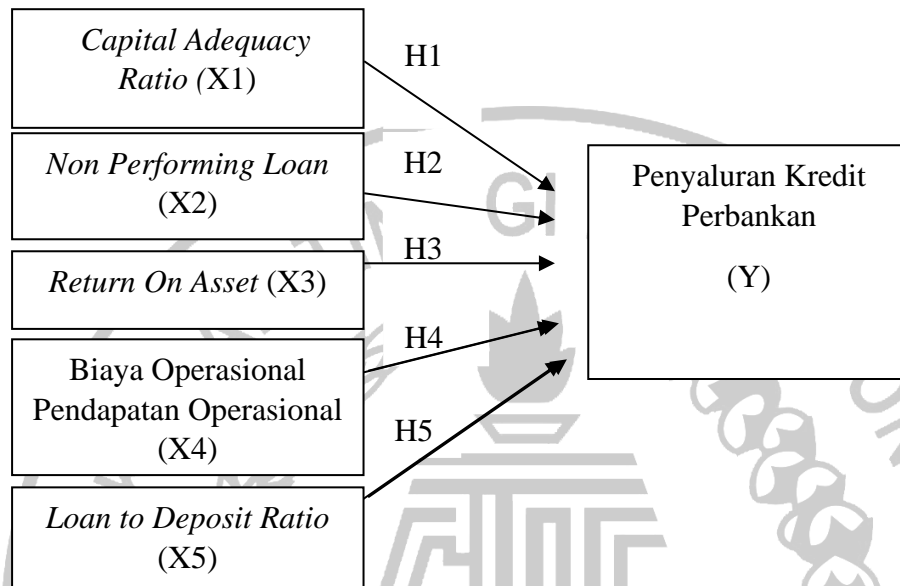 Capital Adequacy
Ratio (X1)
H1
Non Performing Loan
(X2)
H2
Return On Asset (X3)
H3
Biaya Operasional
Pendapatan Operasional
(X4)
H4
Loan to Deposit Ratio
(X5)
H5
Penyaluran Kredit
Perbankan
(Y)
GI